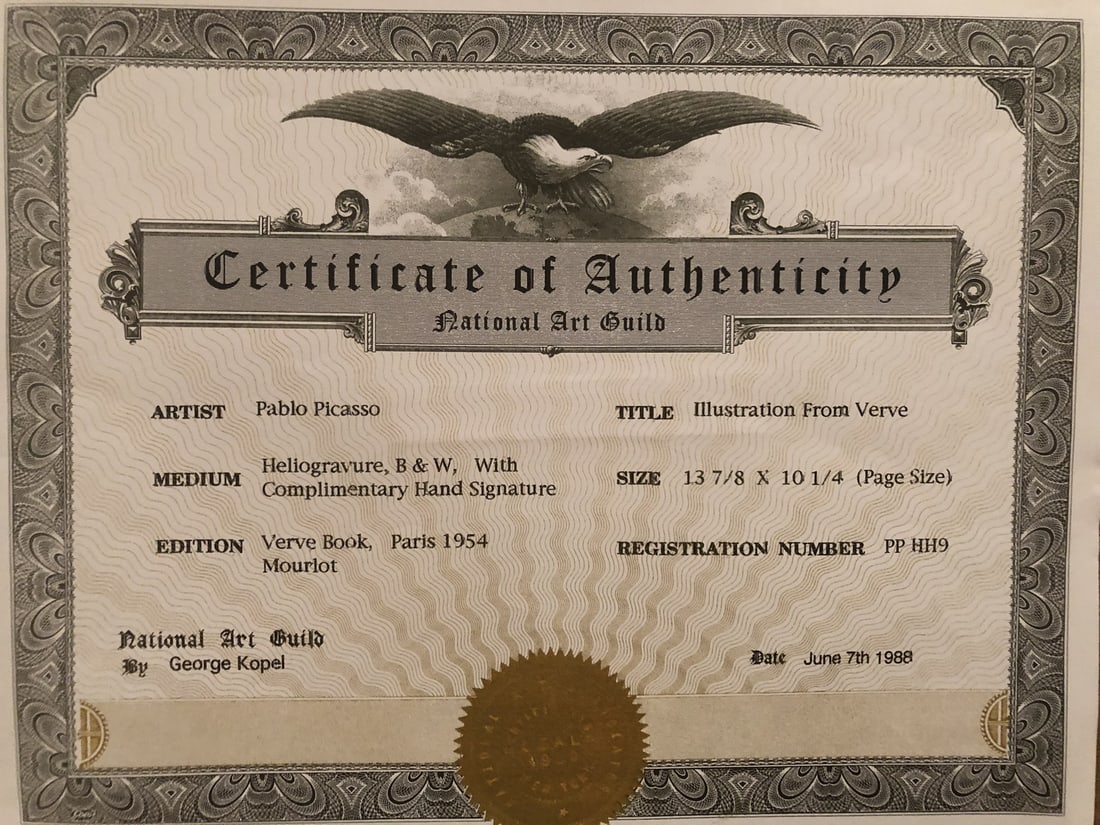 Certificate of Authenticity
National Art Guild
ARTIST Pablo Picasso
TITLE Illustration From Verve
MEDIUM Heliogravure, B & W, With
Complimentary Hand Signature
SIZE 13 7/8 X 10 1/4 (Page Size)
EDITION Verve Book, Paris 1954
Mourlot
REGISTRATION NUMBER PP HH9
National Art Guild
By George Kopel
Date June 7th 1988